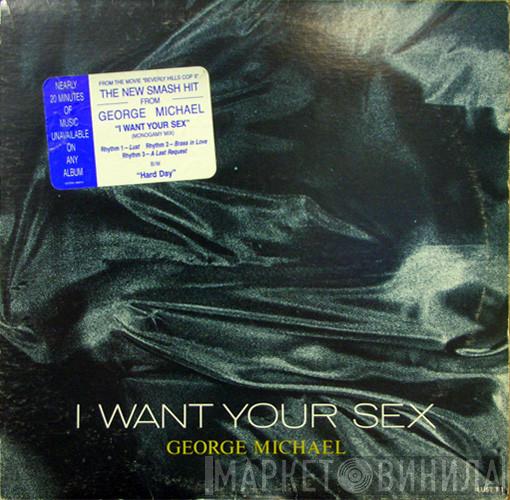 NEARLY
20 MINUTES
OF
MUSIC
UNAVAILABLE
ON
ANY
ALBUM
FROM THE MOVIE "BEVERLY HILLS COP II"
THE NEW SMASH HIT
FROM
GEORGE MICHAEL
"I WANT YOUR SEX"
(MONOGAMY MIX)
Rhythm 1 – Lust Rhythm 2 – Brass in Love
Rhythm 3 – A Last Request
B/W
"Hard Day"
I WANT YOUR SEX
GEORGE MICHAEL
МАРКЕТ ВИНИЛА